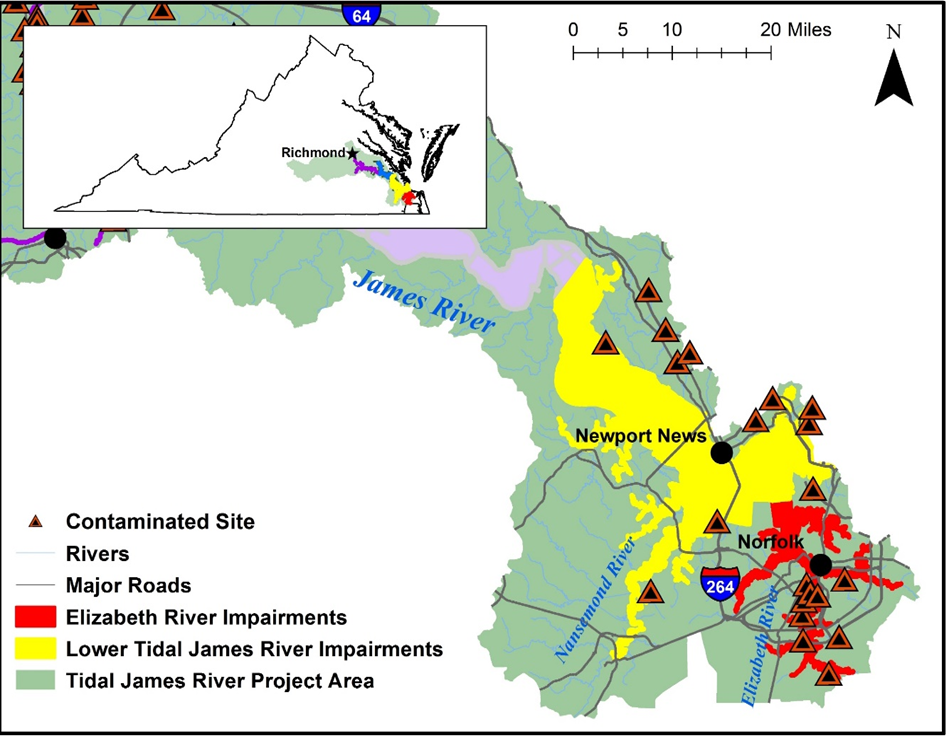 64
0 5 10 20 Miles
N
Richmond
James River
Newport News
Contaminated Site
Rivers
Major Roads
Elizabeth River Impairments
Lower Tidal James River Impairments
Tidal James River Project Area
Norfolk
264
Nansemond River
Elizabeth River